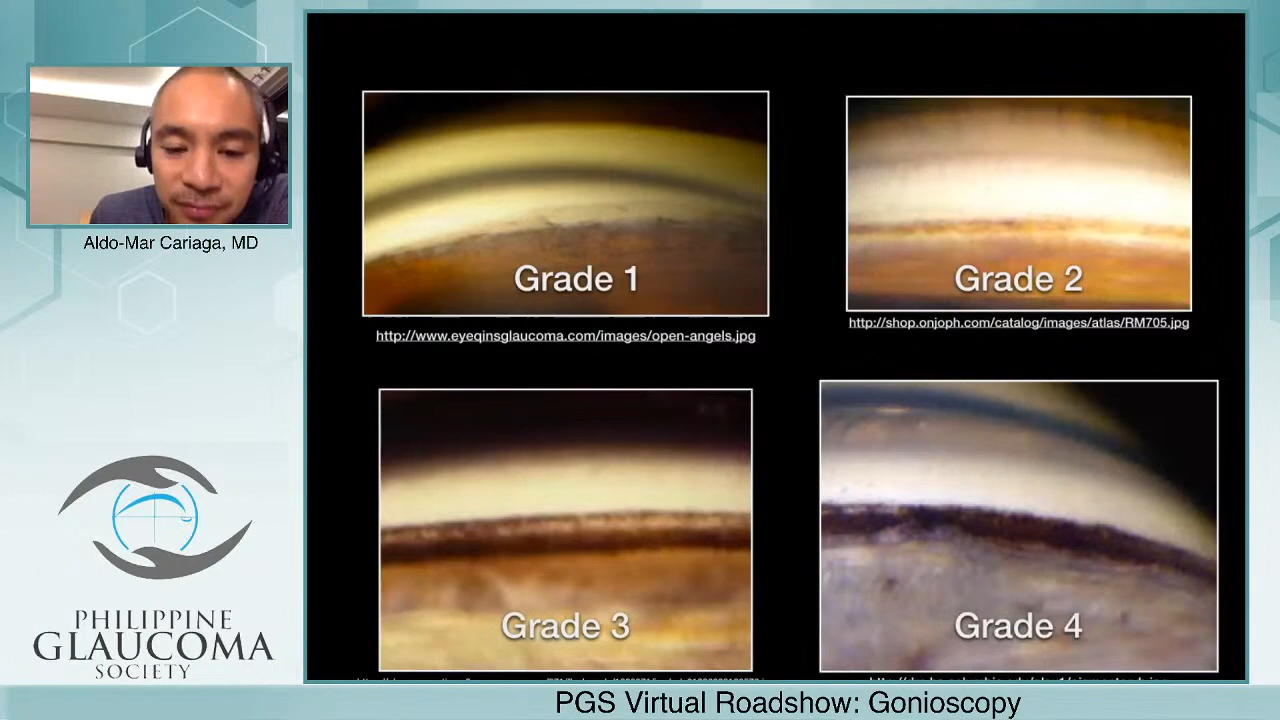 Aldo-Mar Cariaga, MD
PHILIPPINE
GLAUCOMA
SOCIETY
Grade 1
http://www.eyeqinsglaucoma.com/images/open-angels.jpg
Grade 2
http://shop.onjoph.com/catalog/images/atlas/RM705.jpg
Grade 3
Grade 4
PGS Virtual Roadshow: Gonioscopy